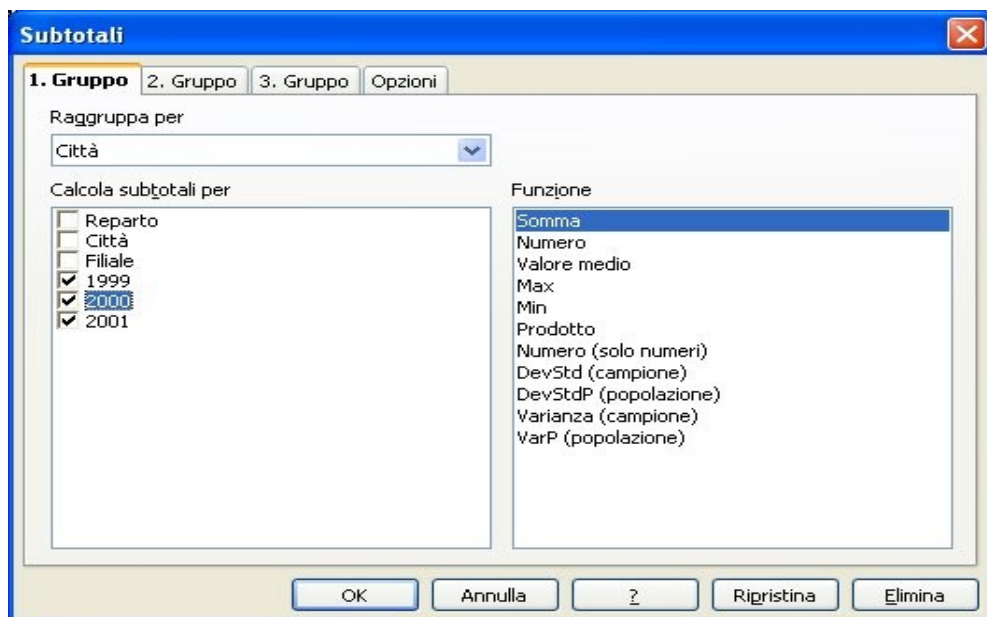 Subtotali
1. Gruppo 2. Gruppo 3. Gruppo Opzioni
Raggruppa per
Città
Calcola subtotali per
Reparto
Città
Filiale
1999
2000
2001
Funzione
Somma
Numero
Valore medio
Max
Min
Prodotto
Numero (solo numeri)
DevStd (campione)
DevStdP (popolazione)
Varianza (campione)
VarP (popolazione)
OK Annulla ? Ripristina Elimina